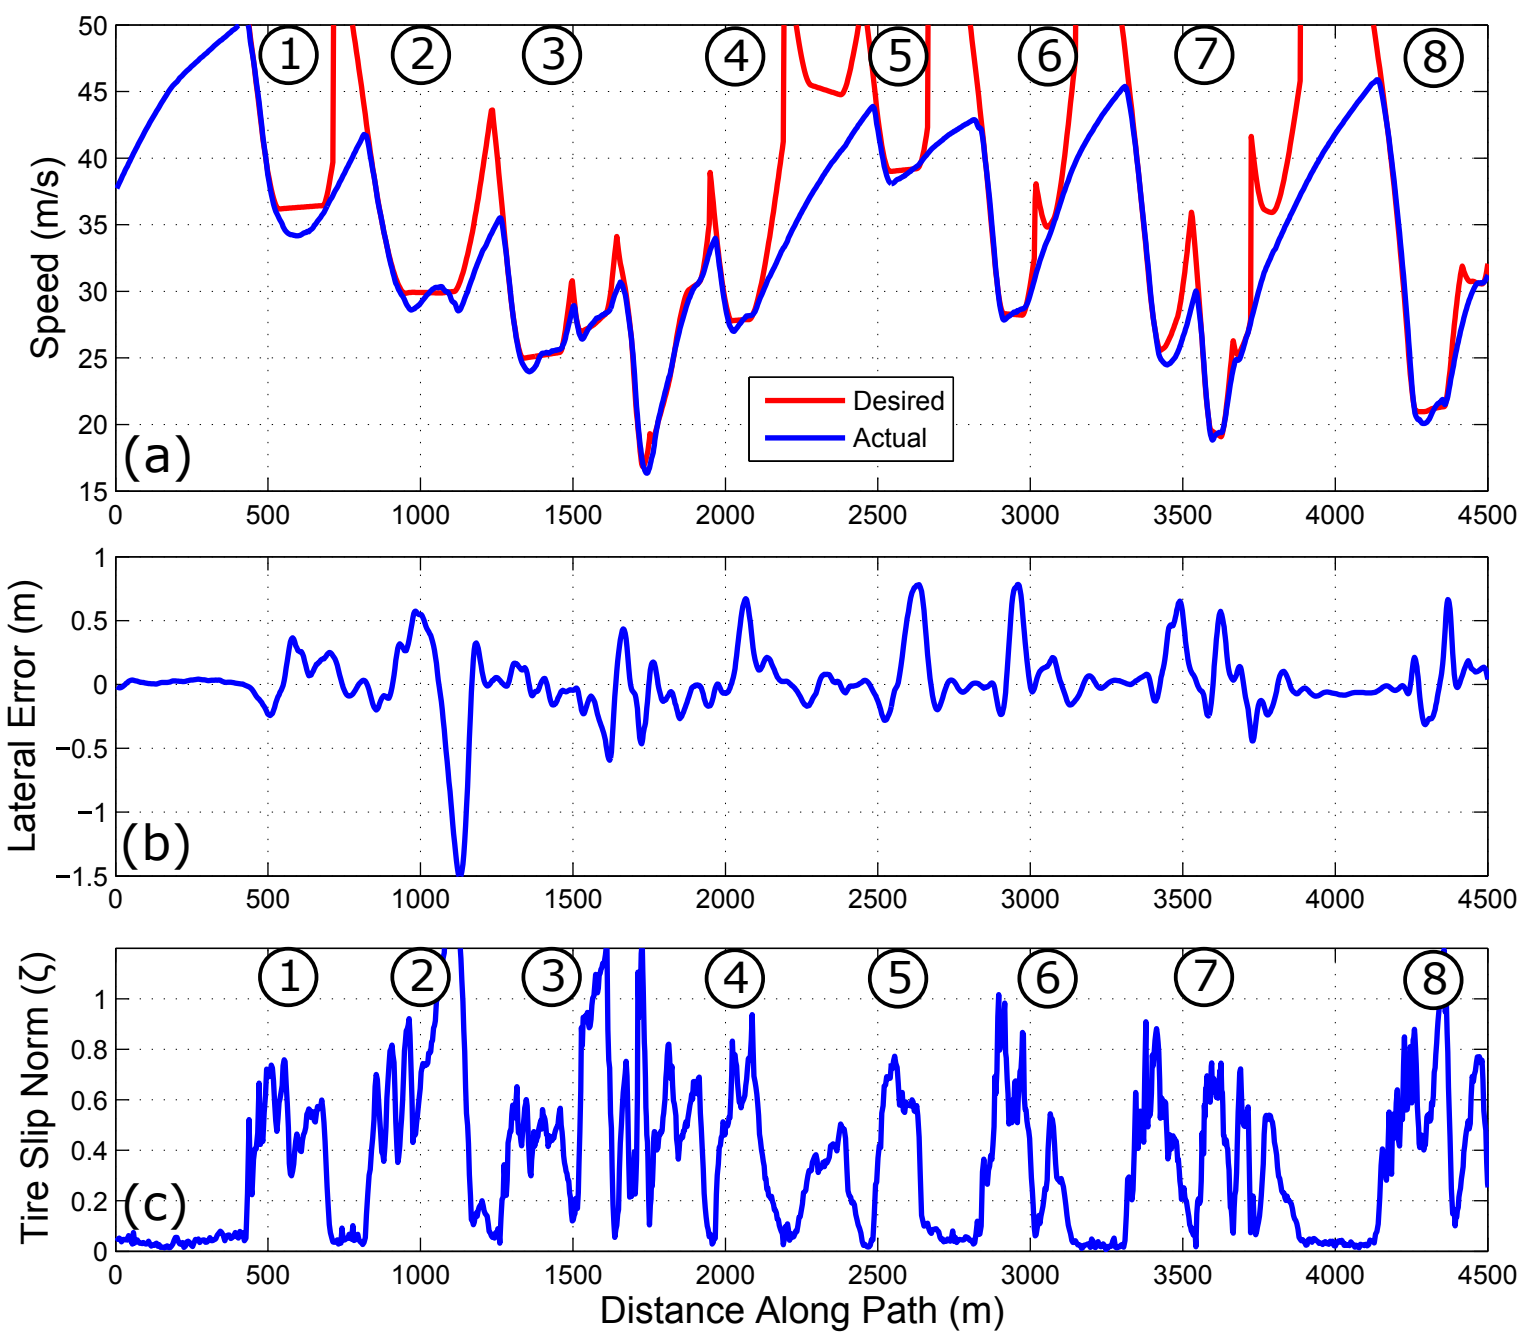 1 2 3 4 5 6 7 8
50
45
40
35
30
25
20
15
Speed (m/s)
Desired
Actual
(a)
0 500 1000 1500 2000 2500 3000 3500 4000 4500
1
0.5
0
−0.5
−1
−1.5
Lateral Error (m)
(b)
0 500 1000 1500 2000 2500 3000 3500 4000 4500
1 2 3 4 5 6 7 8
1
0.8
0.6
0.4
0.2
0
Tire Slip Norm (ζ)
(c)
0 500 1000 1500 2000 2500 3000 3500 4000 4500
Distance Along Path (m)